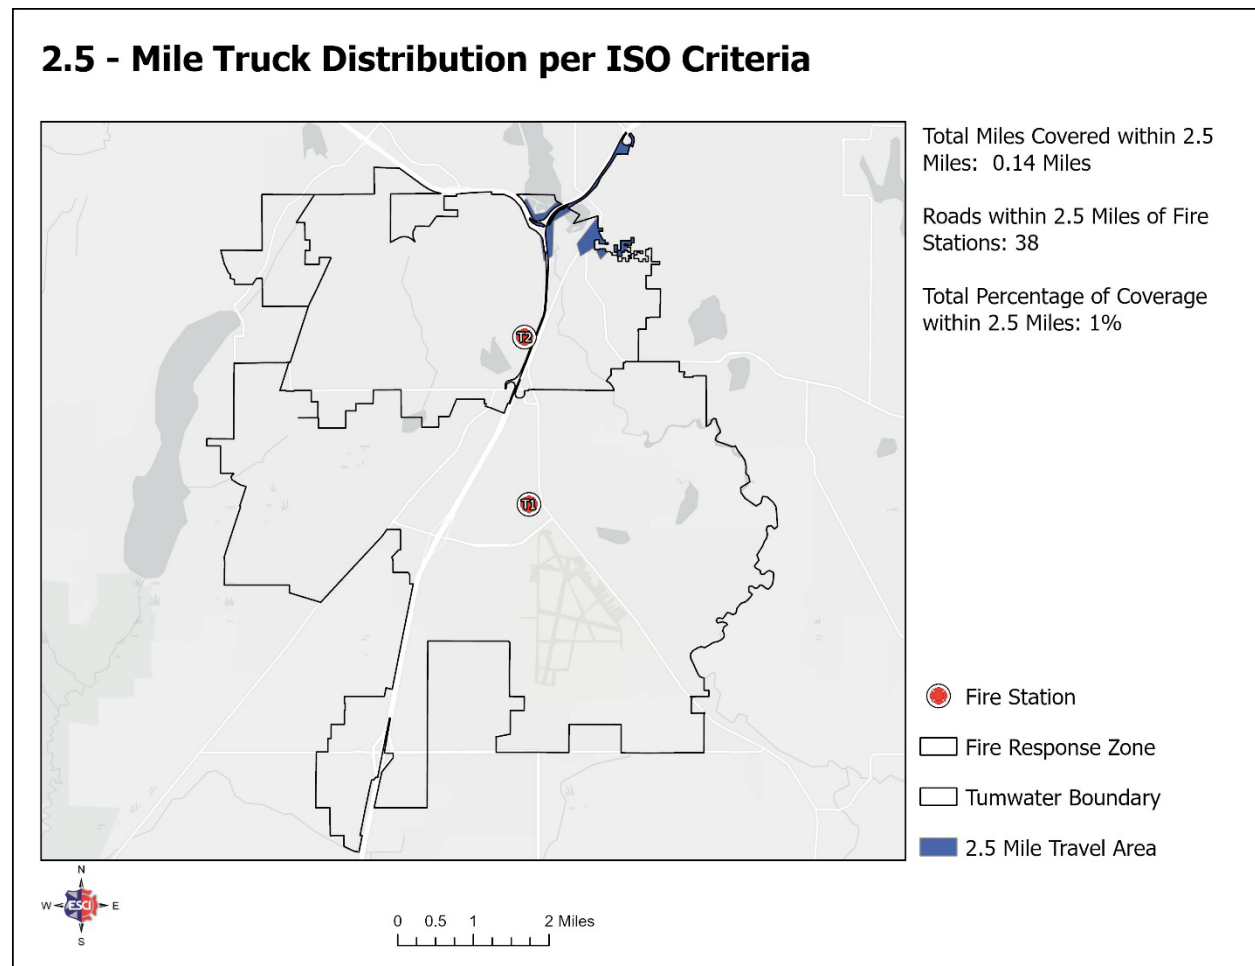 2.5 - Mile Truck Distribution per ISO Criteria
Total Miles Covered within 2.5
Miles: 0.14 Miles
Roads within 2.5 Miles of Fire
Stations: 38
Total Percentage of Coverage
within 2.5 Miles: 1%
T2
T1
Fire Station
Fire Response Zone
Tumwater Boundary
2.5 Mile Travel Area
N
W ESCI E
S
0 0.5 1 2 Miles